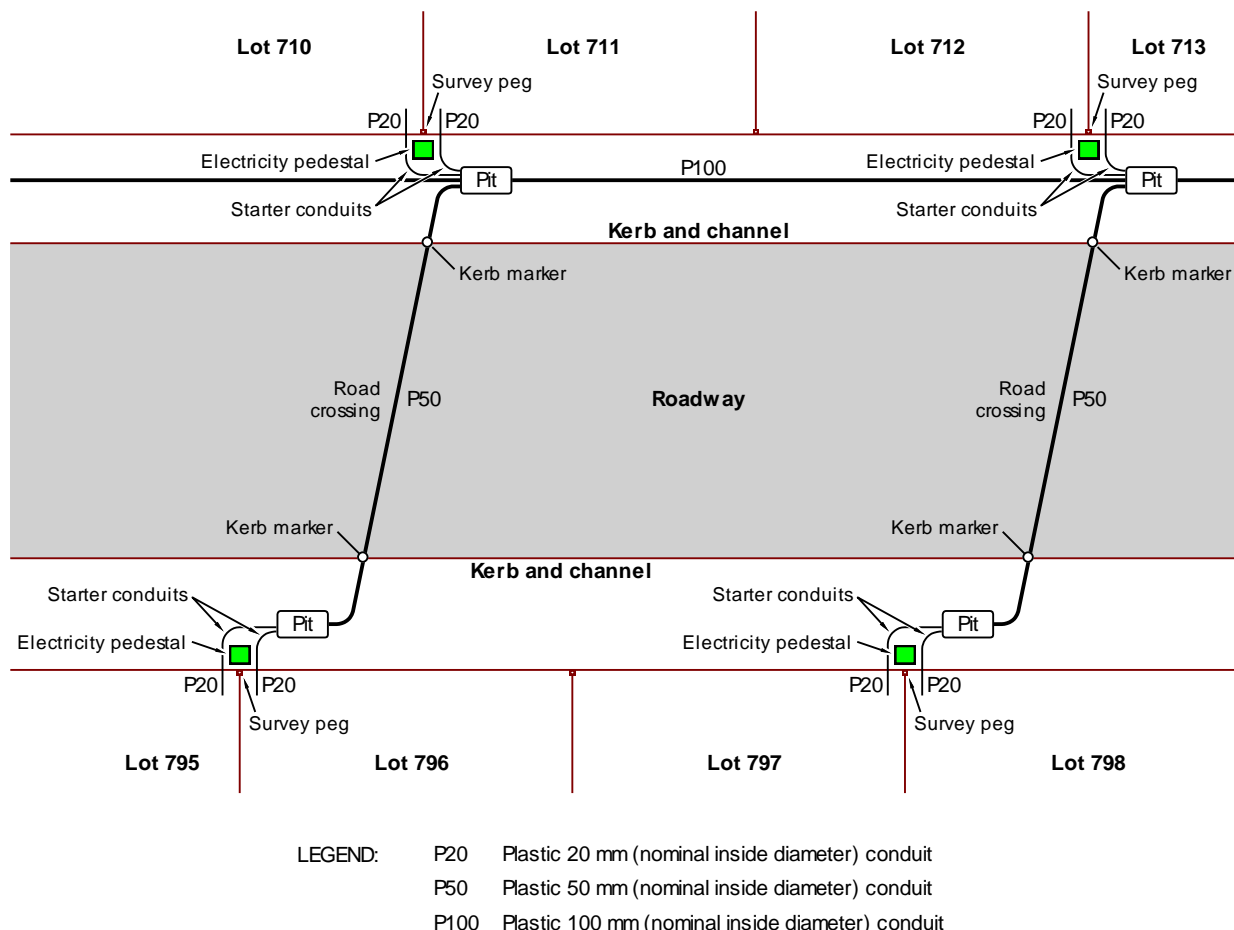 Lot 710
Lot 711
Lot 712
Lot 713
Survey peg
Survey peg
P20
P20
P20
P20
Electricity pedestal
Electricity pedestal
P100
Pit
Pit
Starter conduits
Starter conduits
Kerb and channel
Kerb marker
Kerb marker
Road
crossing
P50
Roadway
Road
crossing
P50
Kerb marker
Kerb marker
Kerb and channel
Starter conduits
Starter conduits
Pit
Pit
Electricity pedestal
Electricity pedestal
P20
P20
P20
P20
Survey peg
Survey peg
Lot 795
Lot 796
Lot 797
Lot 798
LEGEND: P20 Plastic 20 mm (nominal inside diameter) conduit
P50 Plastic 50 mm (nominal inside diameter) conduit
P100 Plastic 100 mm (nominal inside diameter) conduit